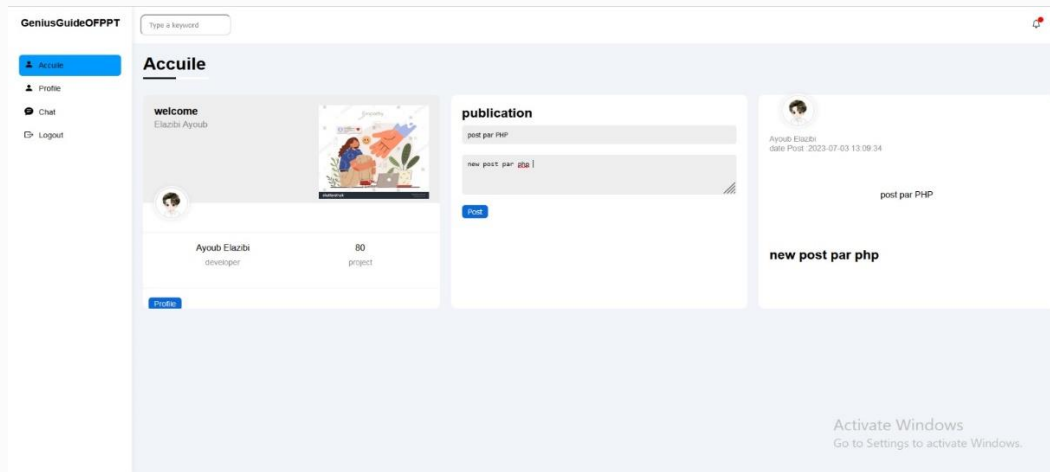 GeniusGuideOFPPT
Type a keyword
Accuile
Profile
Chat
Logout
Accuile
welcome
Elazibi Ayoub
Sympathy
shutterstock
Ayoub Elazibi
developer
80
project
Profile
publication
post par PHP
new post par php
Post
Ayoub Elazibi
date Post :2023-07-03 13:09:34
post par PHP
new post par php
Activate Windows
Go to Settings to activate Windows.